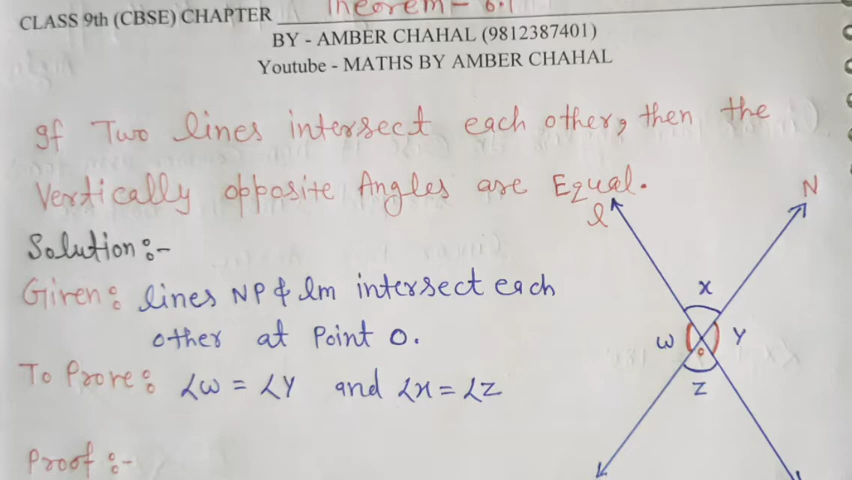 CLASS 9th (CBSE) CHAPTER Theorem - 6.1
BY - AMBER CHAHAL (9812387401)
Youtube - MATHS BY AMBER CHAHAL
If Two lines intersect each other, then the
Vertically opposite Angles are Equal.
Solution :-
Given : lines NP & lm intersect each
other at Point O.
To Prove : ∠w = ∠Y and ∠x = ∠Z
Proof :-
l
N
x
w
Y
o
Z